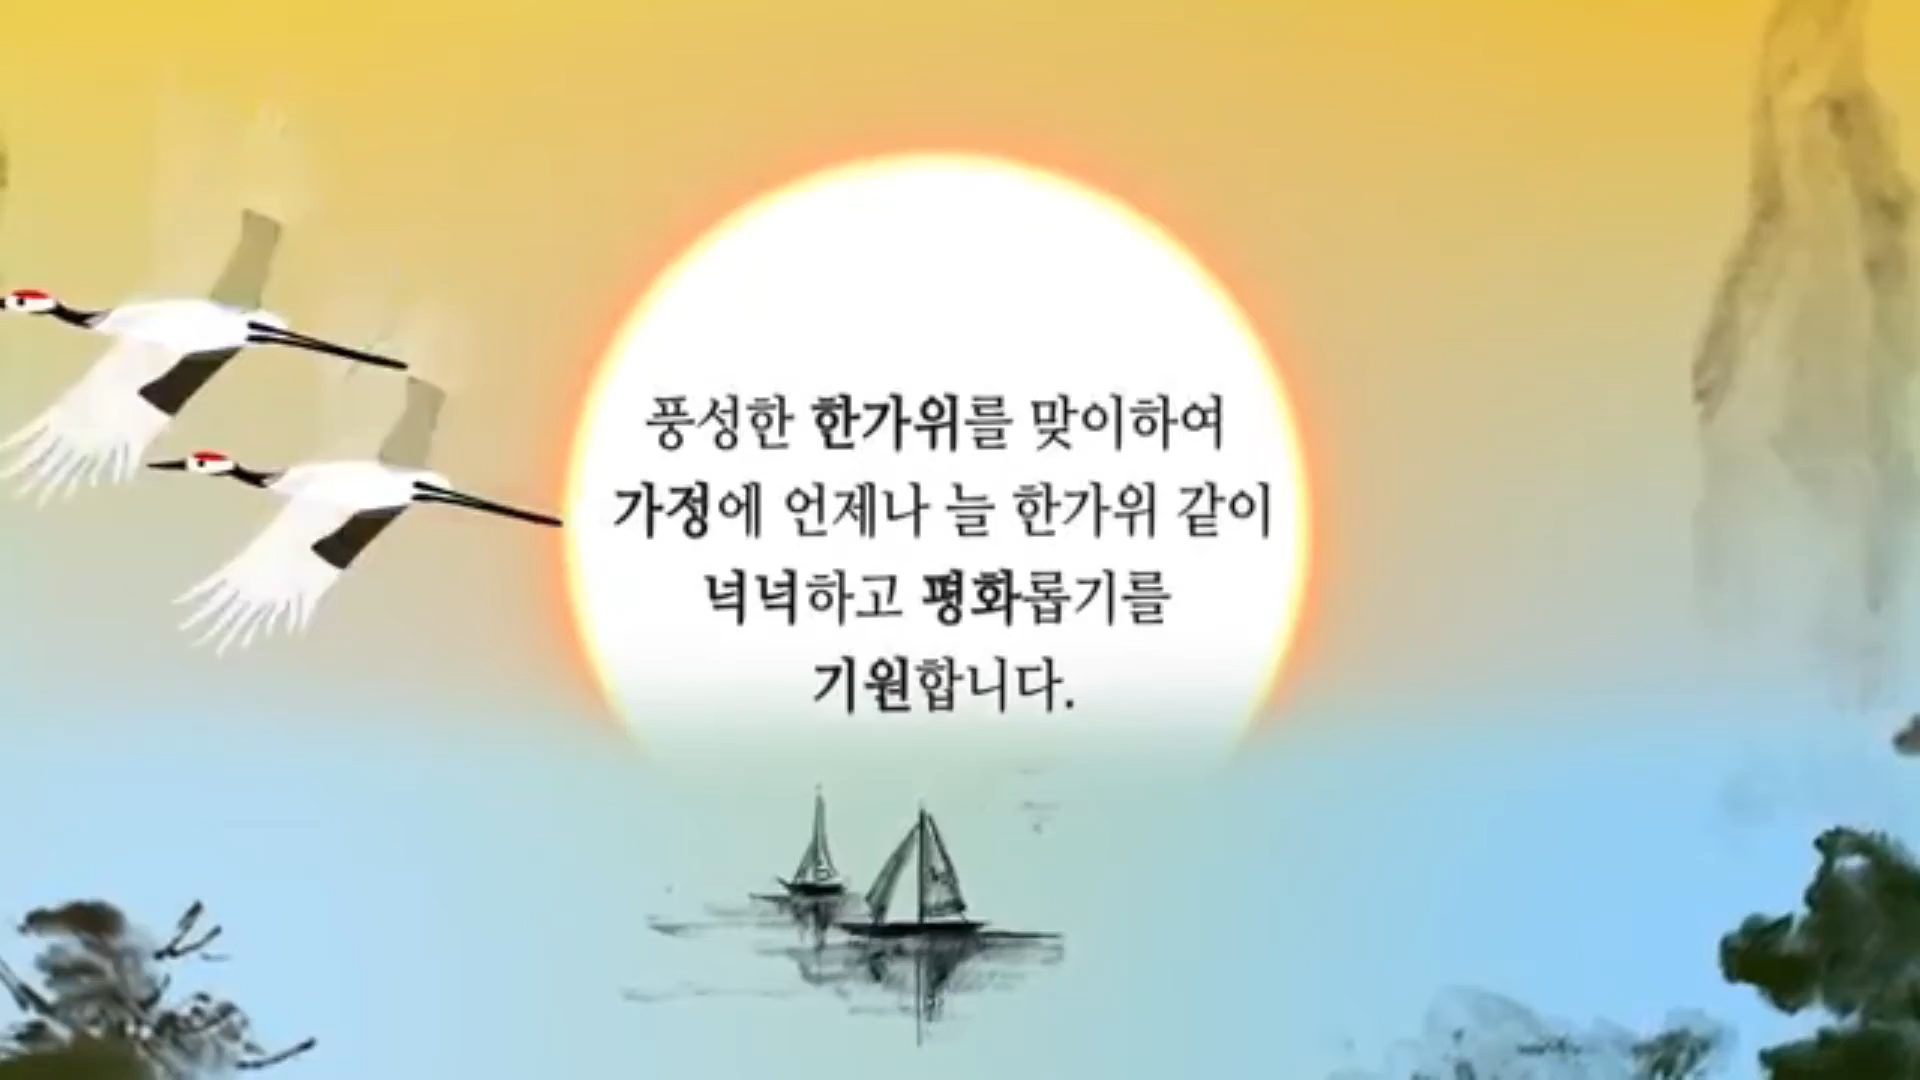 풍성한 한가위를 맞이하여
가정에 언제나 늘 한가위 같이
넉넉하고 평화롭기를
기원합니다.